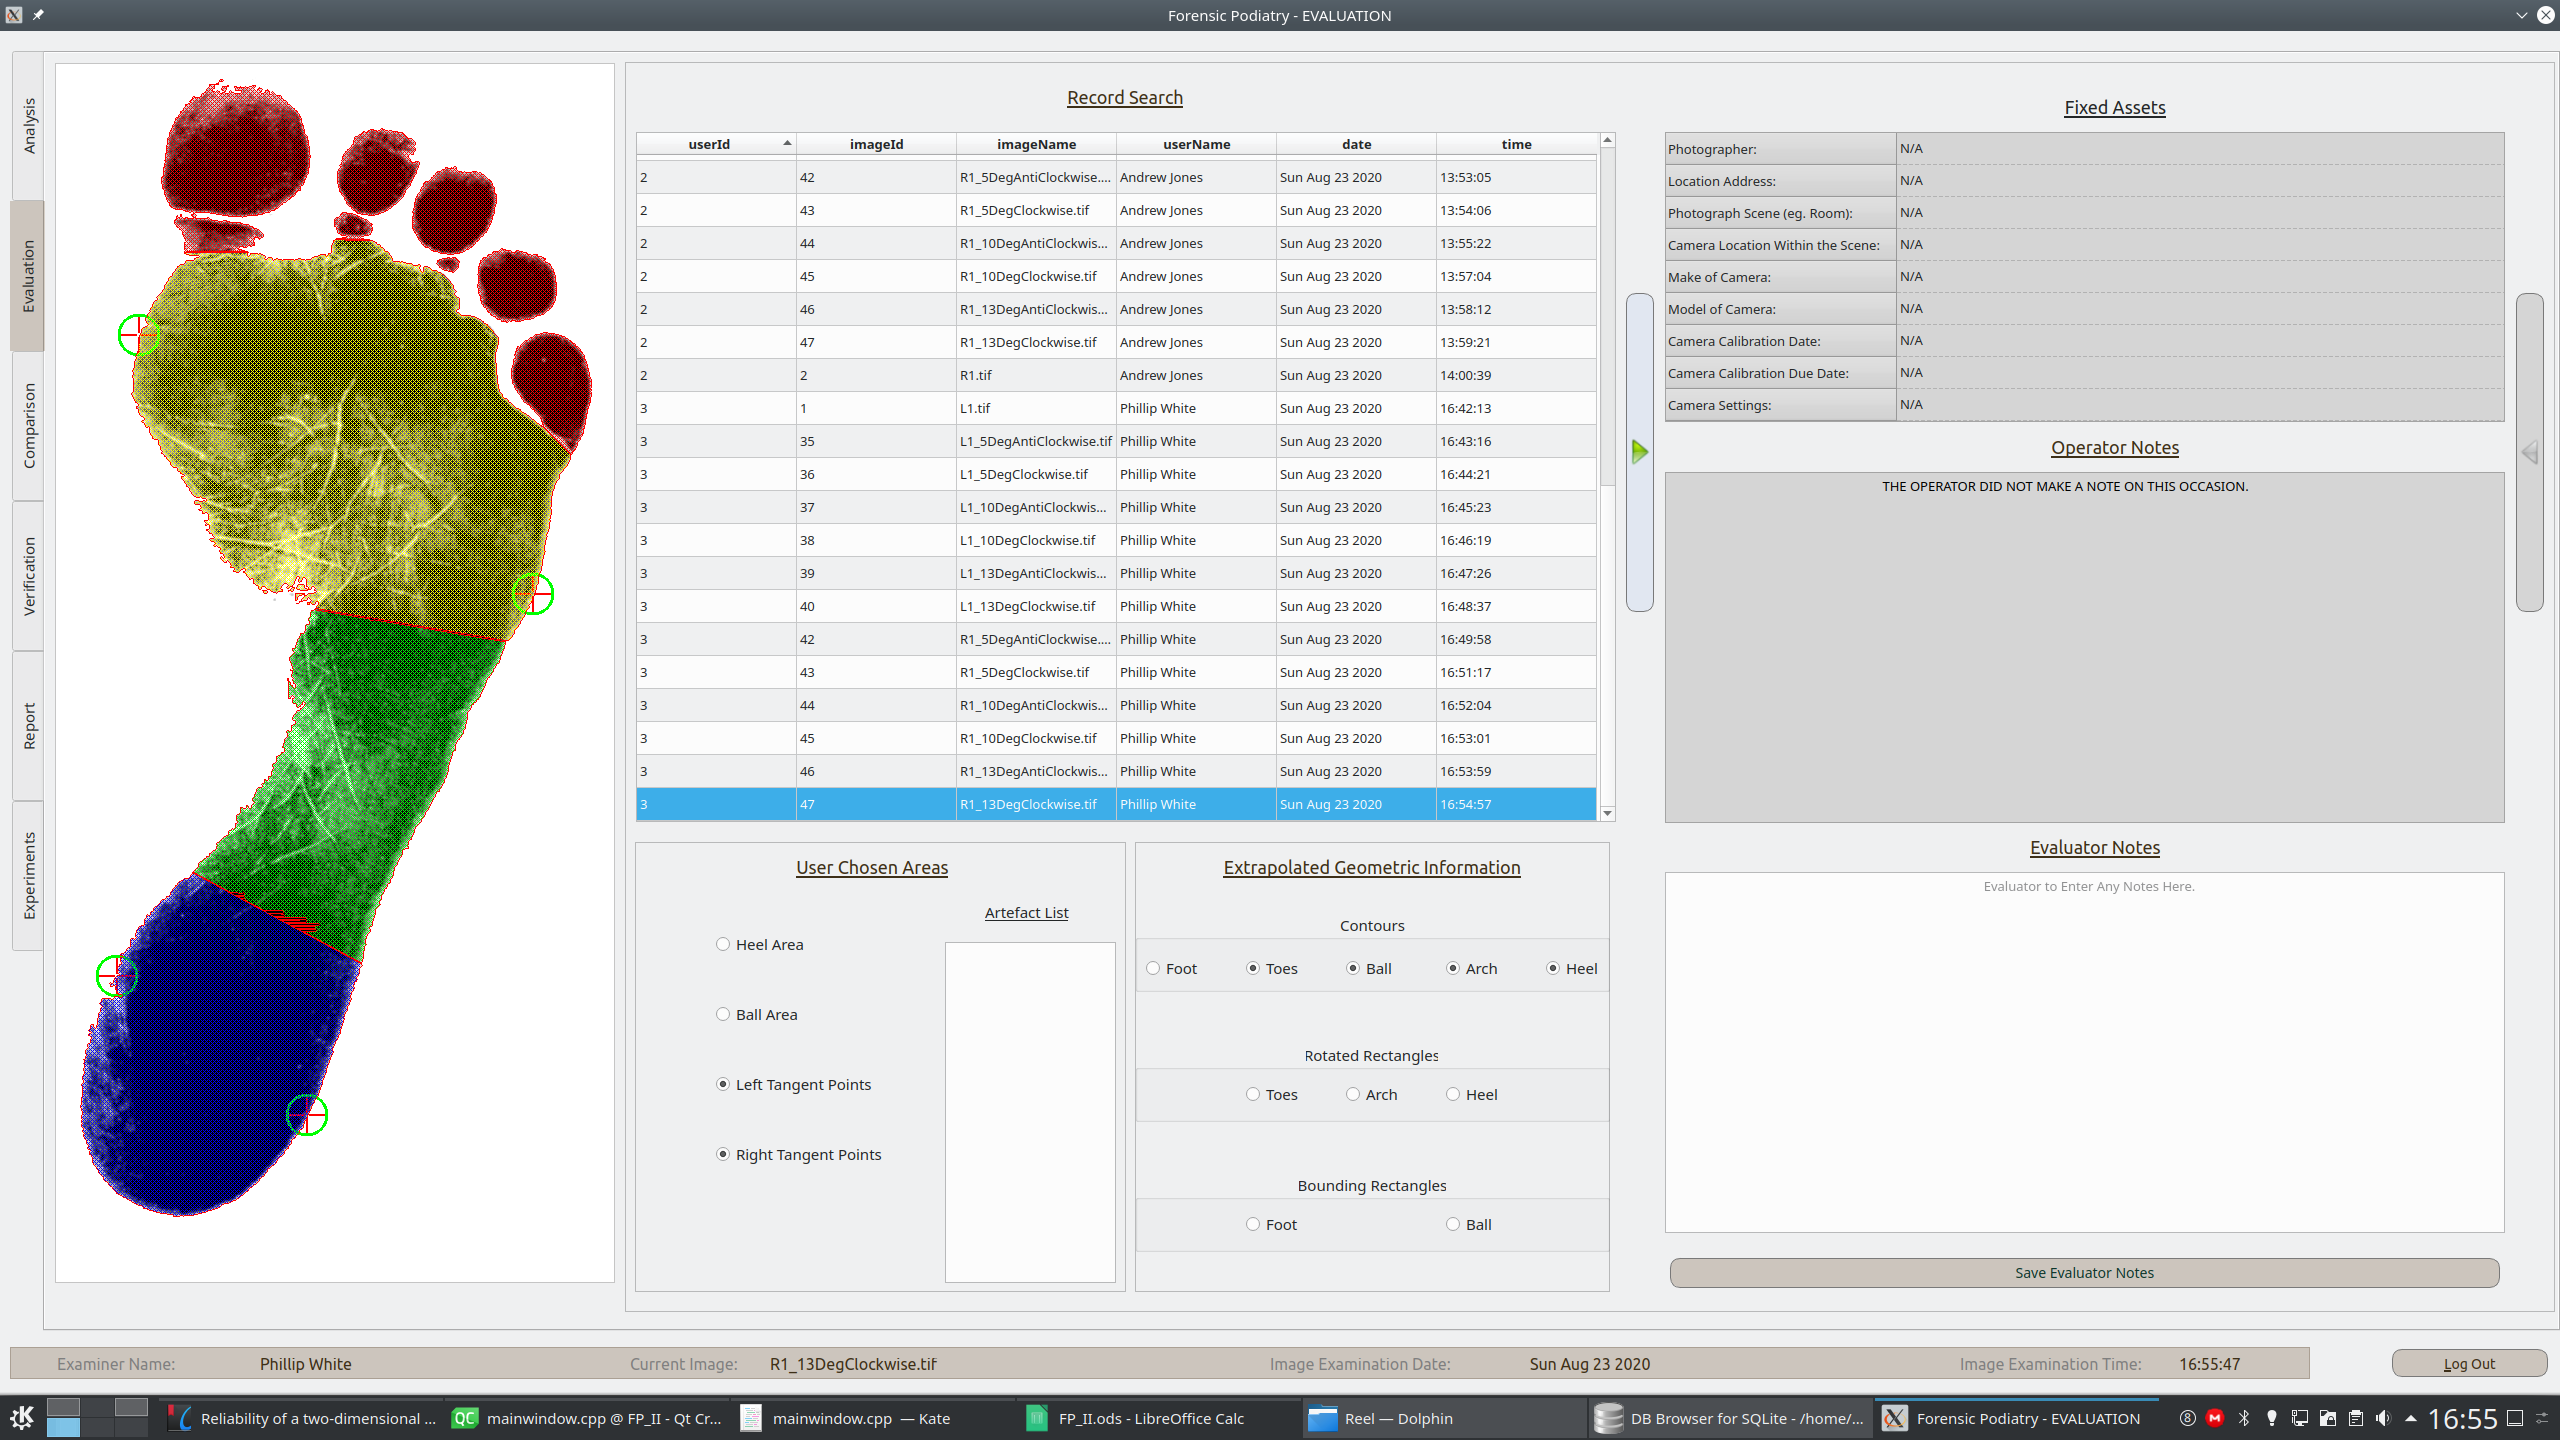 Forensic Podiatry - EVALUATION
Analysis
Evaluation
Comparison
Verification
Report
Experiments
Record Search
userId imageId imageName userName date time
2 42 R1_5DegAntiClockwise.... Andrew Jones Sun Aug 23 2020 13:53:05
2 43 R1_5DegClockwise.tif Andrew Jones Sun Aug 23 2020 13:54:06
2 44 R1_10DegAntiClockwis... Andrew Jones Sun Aug 23 2020 13:55:22
2 45 R1_10DegClockwise.tif Andrew Jones Sun Aug 23 2020 13:57:04
2 46 R1_13DegAntiClockwis... Andrew Jones Sun Aug 23 2020 13:58:12
2 47 R1_13DegClockwise.tif Andrew Jones Sun Aug 23 2020 13:59:21
2 2 R1.tif Andrew Jones Sun Aug 23 2020 14:00:39
3 1 L1.tif Phillip White Sun Aug 23 2020 16:42:13
3 35 L1_5DegAntiClockwise.tif Phillip White Sun Aug 23 2020 16:43:16
3 36 L1_5DegClockwise.tif Phillip White Sun Aug 23 2020 16:44:21
3 37 L1_10DegAntiClockwis... Phillip White Sun Aug 23 2020 16:45:23
3 38 L1_10DegClockwise.tif Phillip White Sun Aug 23 2020 16:46:19
3 39 L1_13DegAntiClockwis... Phillip White Sun Aug 23 2020 16:47:26
3 40 L1_13DegClockwise.tif Phillip White Sun Aug 23 2020 16:48:37
3 42 R1_5DegAntiClockwise.... Phillip White Sun Aug 23 2020 16:49:58
3 43 R1_5DegClockwise.tif Phillip White Sun Aug 23 2020 16:51:17
3 44 R1_10DegAntiClockwis... Phillip White Sun Aug 23 2020 16:52:04
3 45 R1_10DegClockwise.tif Phillip White Sun Aug 23 2020 16:53:01
3 46 R1_13DegAntiClockwis... Phillip White Sun Aug 23 2020 16:53:59
3 47 R1_13DegClockwise.tif Phillip White Sun Aug 23 2020 16:54:57
User Chosen Areas
Artefact List
Heel Area
Ball Area
Left Tangent Points
Right Tangent Points
Extrapolated Geometric Information
Contours
Foot Toes Ball Arch Heel
Rotated Rectangles
Toes Arch Heel
Bounding Rectangles
Foot Ball
Fixed Assets
Photographer: N/A
Location Address: N/A
Photograph Scene (eg. Room): N/A
Camera Location Within the Scene: N/A
Make of Camera: N/A
Model of Camera: N/A
Camera Calibration Date: N/A
Camera Calibration Due Date: N/A
Camera Settings: N/A
Operator Notes
THE OPERATOR DID NOT MAKE A NOTE ON THIS OCCASION.
Evaluator Notes
Evaluator to Enter Any Notes Here.
Save Evaluator Notes
Examiner Name: Phillip White Current Image: R1_13DegClockwise.tif Image Examination Date: Sun Aug 23 2020 Image Examination Time: 16:55:47 Log Out
Reliability of a two-dimensional ... QC mainwindow.cpp @ FP_II - Qt Cr... mainwindow.cpp — Kate FP_II.ods - LibreOffice Calc Reel — Dolphin DB Browser for SQLite - /home/... Forensic Podiatry - EVALUATION 8 M 16:55